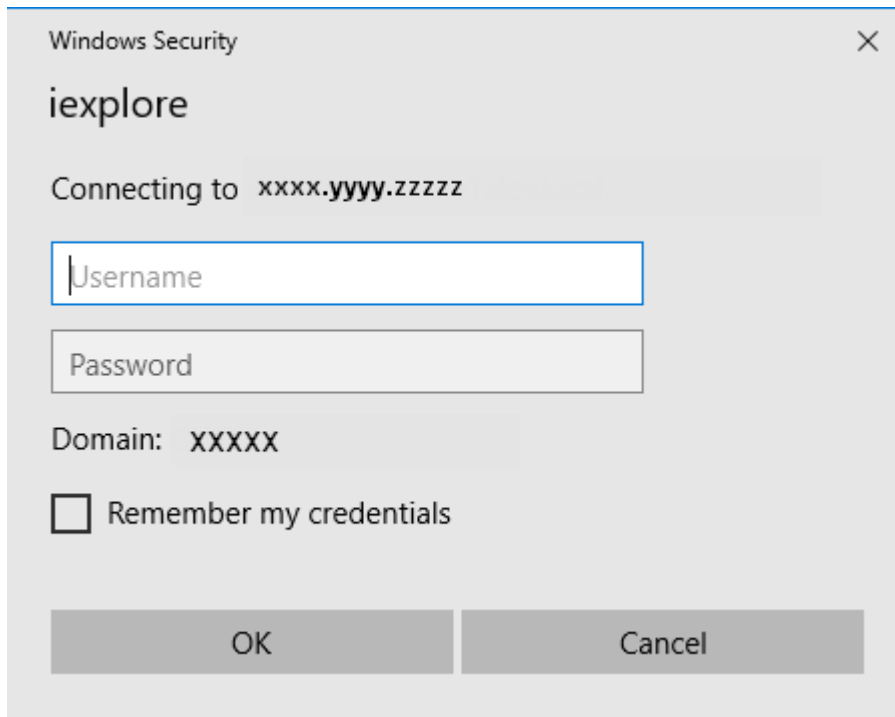 Windows Security
iexplore
Connecting to xxxx.yyyy.zzzzz
Username
Password
Domain: XXXXX
Remember my credentials
OK Cancel